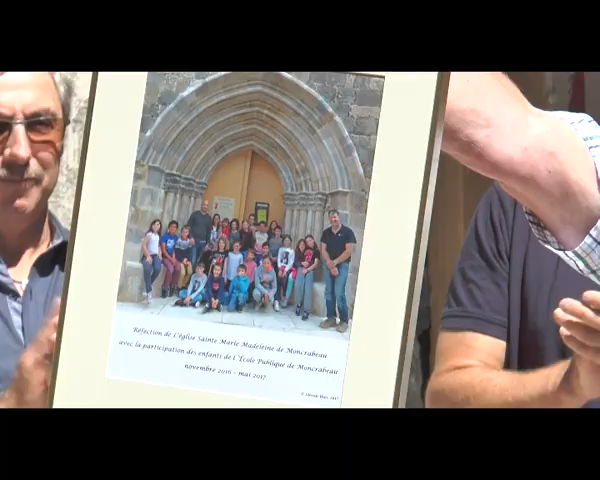 Réfection de l'église Sainte Marie Madeleine de Moncrabeau
avec la participation des enfants de l'École Publique de Moncrabeau
novembre 2016 - mai 2017